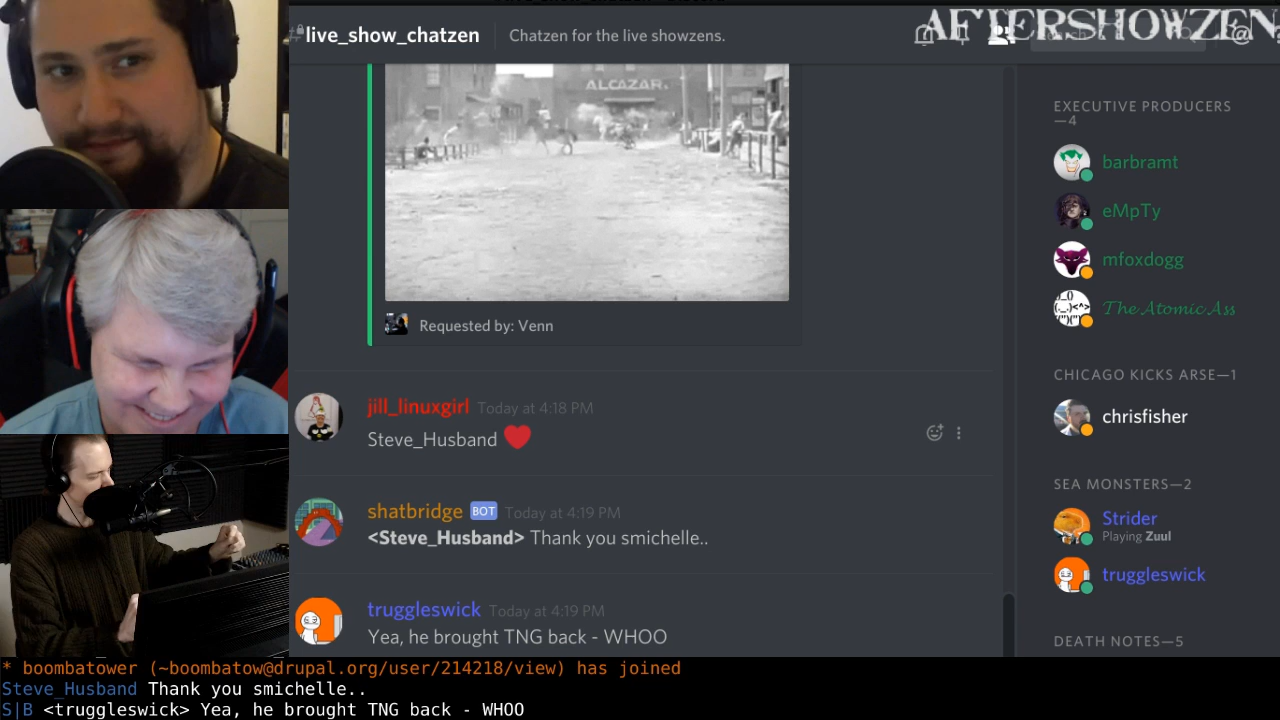 AFTERSHOWZEN
live_show_chatzen
Chatzen for the live showzens.
ALCAZAR.
Requested by: Venn
jill_linuxgirl Today at 4:18 PM
Steve_Husband ❤
shatbridge BOT Today at 4:19 PM
<Steve_Husband> Thank you smichelle..
truggleswick Today at 4:19 PM
Yea, he brought TNG back - WHOO
EXECUTIVE PRODUCERS
—4
barbramt
eMpTy
mfoxdogg
The Atomic Ass
CHICAGO KICKS ARSE—1
chrisfisher
SEA MONSTERS—2
Strider
Playing Zuul
truggleswick
DEATH NOTES—5
* boombatower (~boombatow@drupal.org/user/214218/view) has joined
Steve_Husband Thank you smichelle..
S|B <truggleswick> Yea, he brought TNG back - WHOO